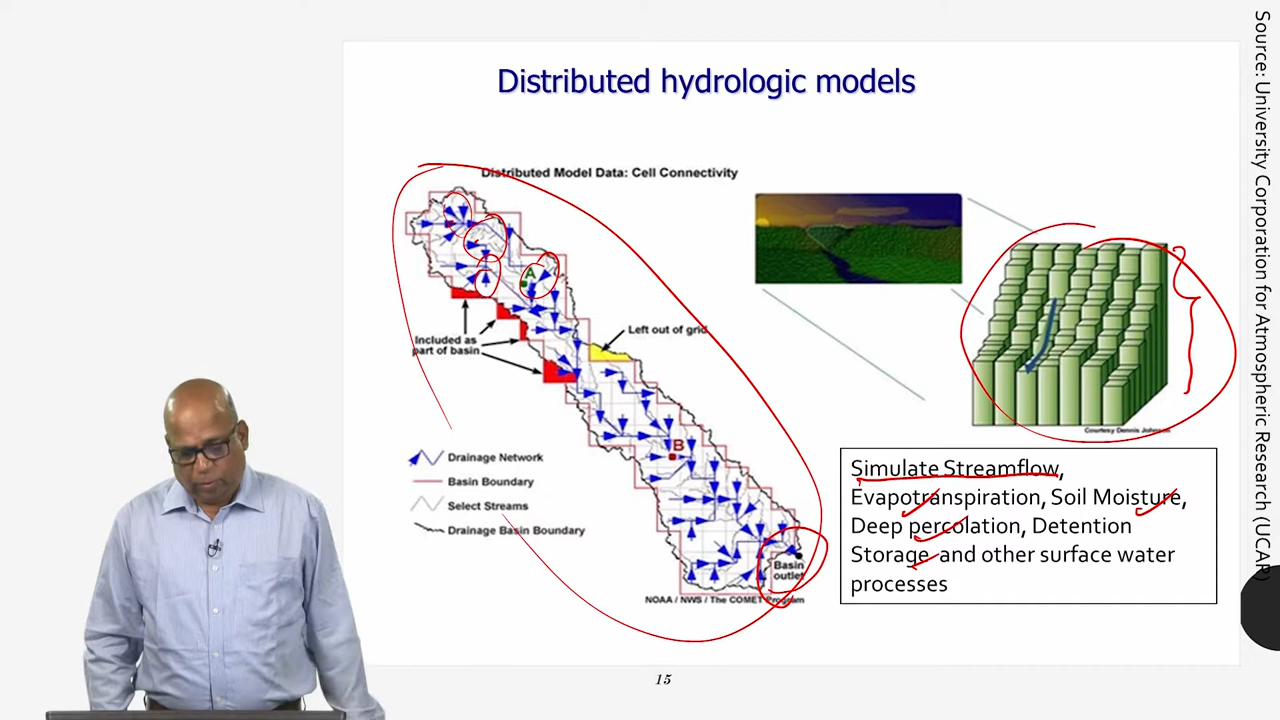 Distributed hydrologic models
Distributed Model Data: Cell Connectivity
A
Included as
part of basin
Left out of grid
B
Drainage Network
Basin Boundary
Select Streams
Drainage Basin Boundary
Basin
outlet
NOAA / NWS / The COMET Program
Courtesy Dennis Johnson
Simulate Streamflow,
Evapotranspiration, Soil Moisture,
Deep percolation, Detention
Storage and other surface water
processes
15
Source: University Corporation for Atmospheric Research (UCAP)